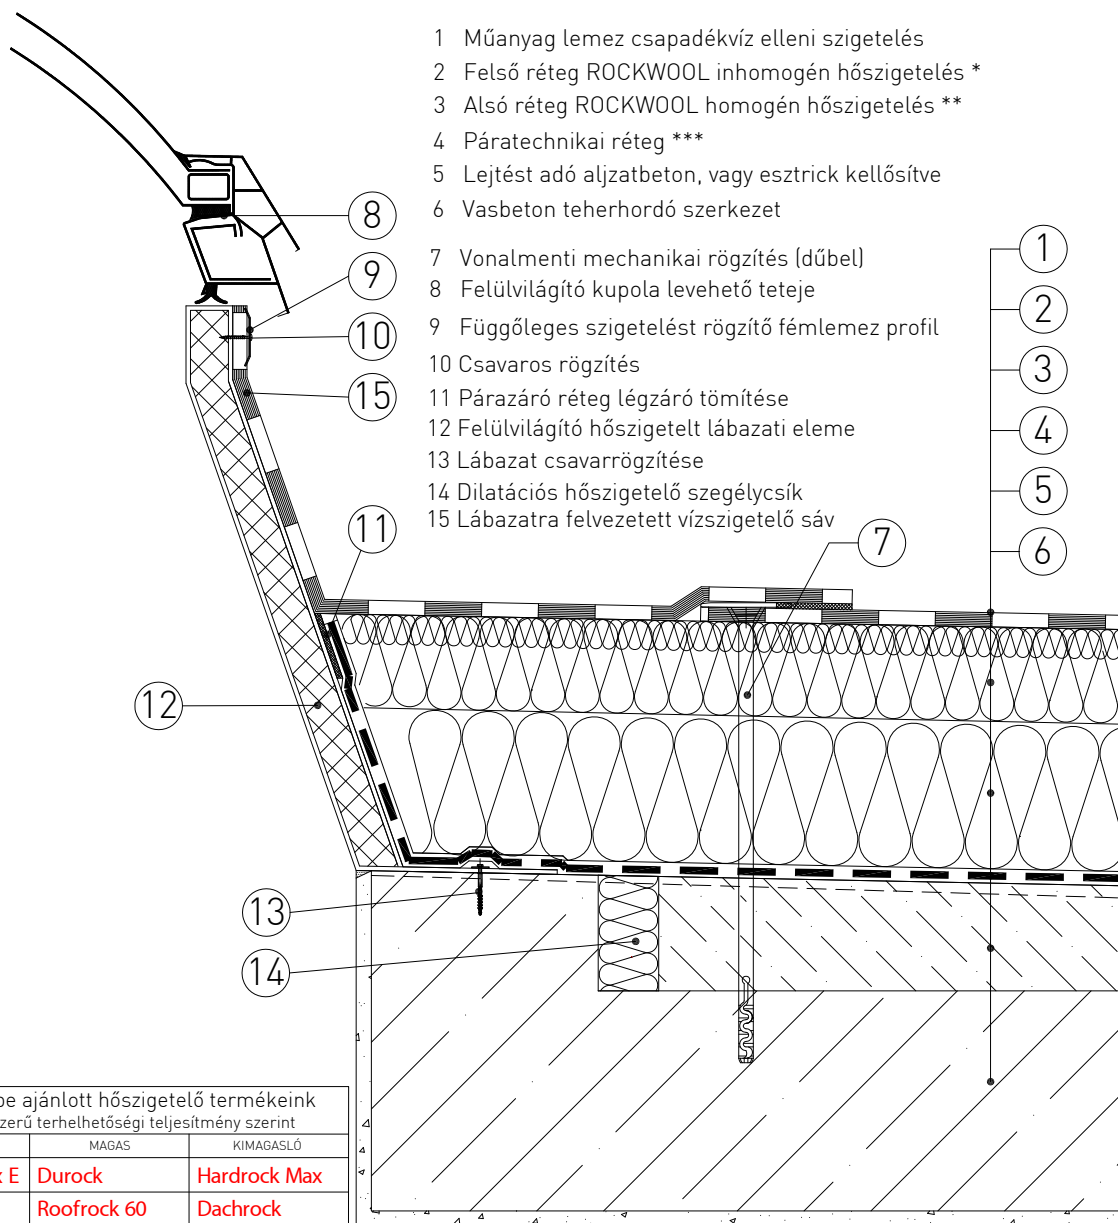 1 Műanyag lemez csapadékvíz elleni szigetelés
2 Felső réteg ROCKWOOL inhomogén hőszigetelés *
3 Alsó réteg ROCKWOOL homogén hőszigetelés **
4 Páratechnikai réteg ***
5 Lejtést adó aljzatbeton, vagy esztrick kellősítve
6 Vasbeton teherhordó szerkezet
7 Vonalmenti mechanikai rögzítés (dűbel)
8 Felülvilágító kupola levehető teteje
9 Függőleges szigetelést rögzítő fémlemez profil
10 Csavaros rögzítés
11 Párazáró réteg légzáró tömítése
12 Felülvilágító hőszigetelt lábazati eleme
13 Lábazat csavarrögzítése
14 Dilatációs hőszigetelő szegélycsík
15 Lábazatra felvezetett vízszigetelő sáv
8
9
10
15
11
12
13
14
7
1
2
3
4
5
6
ajánlott hőszigetelő termékeink
terhelhetőségi teljesítmény szerint
MAGAS KIMAGASLÓ
E Durock Hardrock Max
Roofrock 60 Dachrock